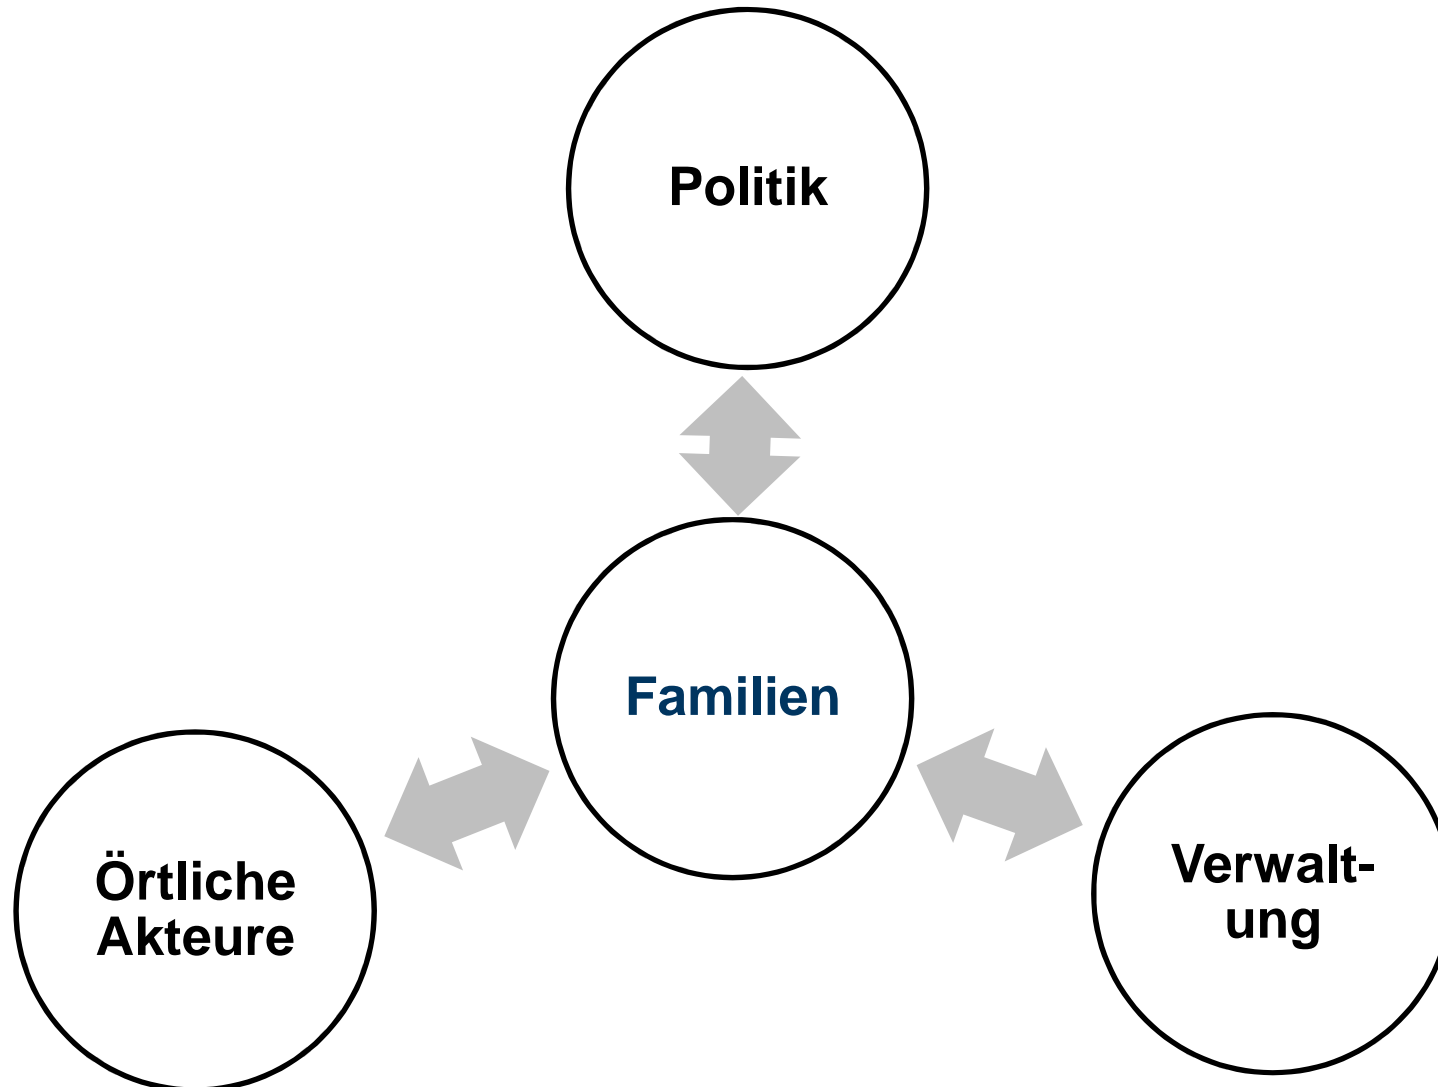 Politik
Familien
Örtliche
Akteure
Verwalt-
ung